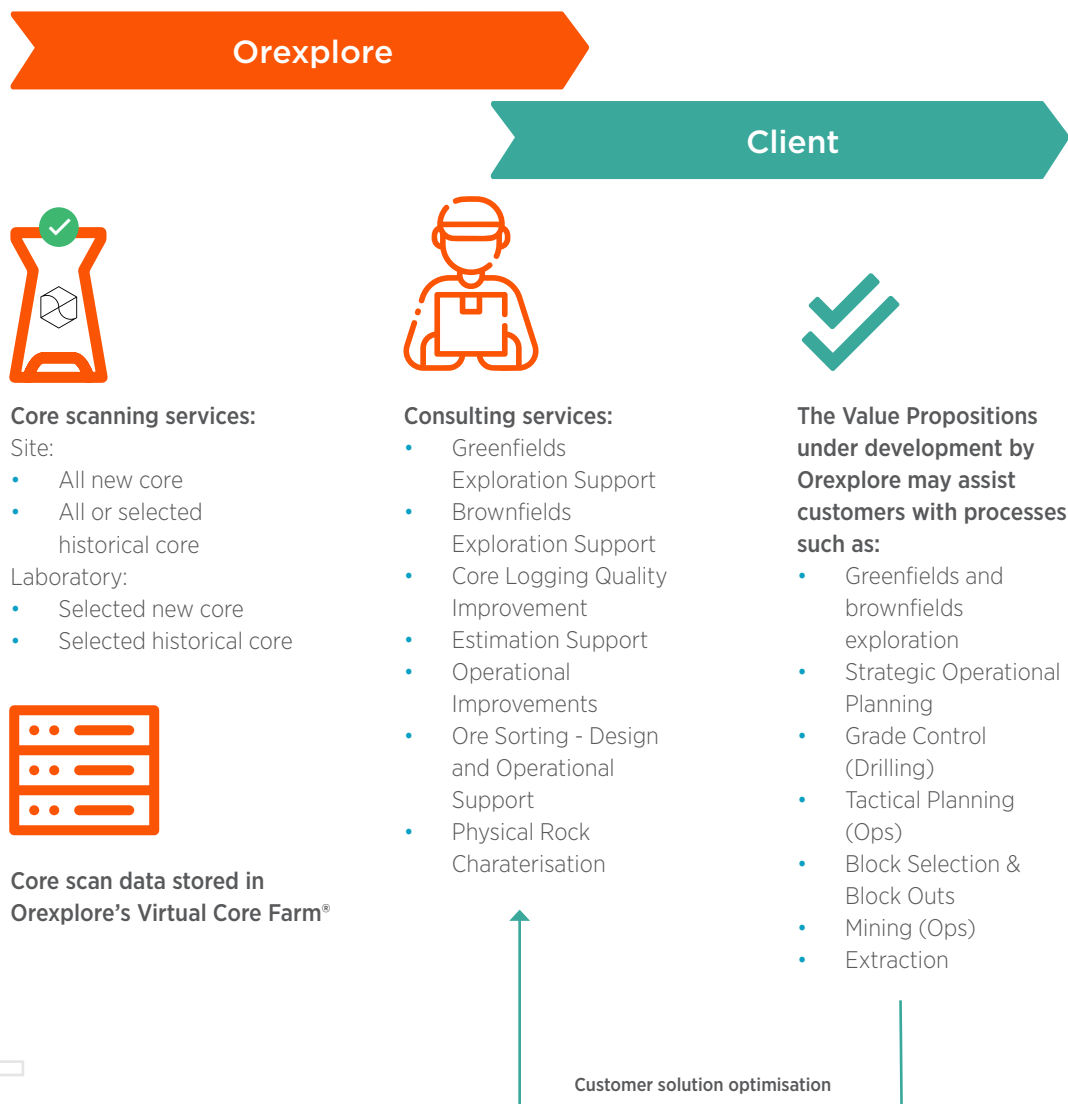 Orexplore
Client
Core scanning services:
Site:
• All new core
• All or selected
historical core
Laboratory:
• Selected new core
• Selected historical core
Core scan data stored in
Orexplore’s Virtual Core Farm®
Consulting services:
• Greenfields
Exploration Support
• Brownfields
Exploration Support
• Core Logging Quality
Improvement
• Estimation Support
• Operational
Improvements
• Ore Sorting - Design
and Operational
Support
• Physical Rock
Charaterisation
The Value Propositions
under development by
Orexplore may assist
customers with processes
such as:
• Greenfields and
brownfields
exploration
• Strategic Operational
Planning
• Grade Control
(Drilling)
• Tactical Planning
(Ops)
• Block Selection &
Block Outs
• Mining (Ops)
• Extraction
Customer solution optimisation